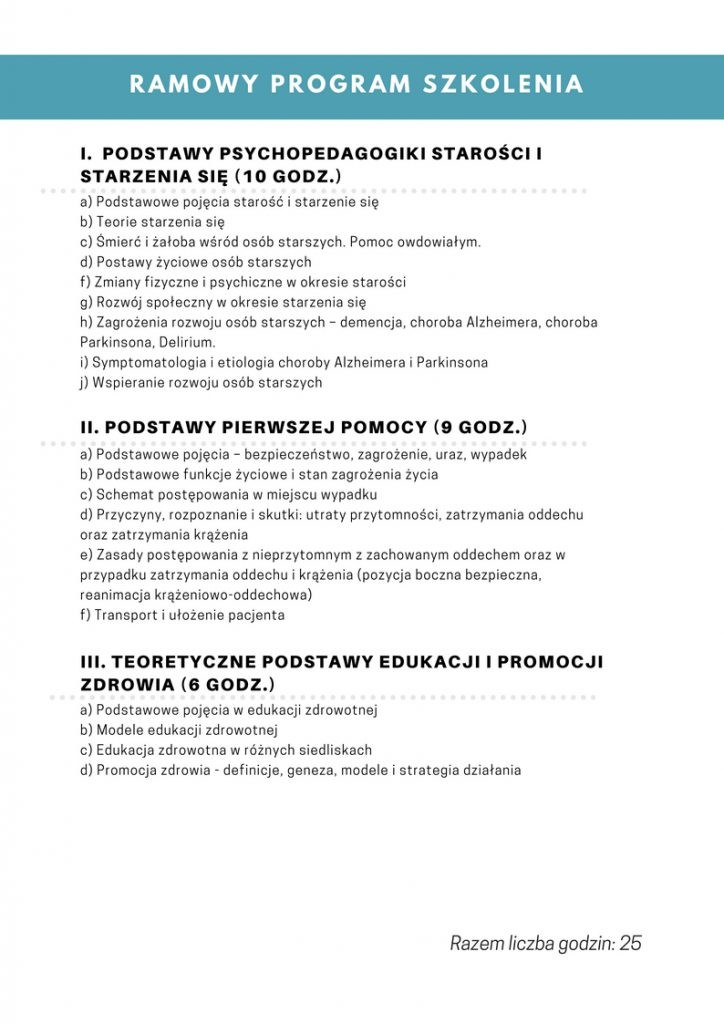 RAMOWY PROGRAM SZKOLENIA
I. PODSTAWY PSYCHOPEDAGOGIKI STAROŚCI I
STARZENIA SIĘ (10 GODZ.)
a) Podstawowe pojęcia starość i starzenie się
b) Teorie starzenia się
c) Śmierć i żałoba wśród osób starszych. Pomoc owdowiałym.
d) Postawy życiowe osób starszych
f) Zmiany fizyczne i psychiczne w okresie starości
g) Rozwój społeczny w okresie starzenia się
h) Zagrożenia rozwoju osób starszych – demencja, choroba Alzheimera, choroba
Parkinsona, Delirium.
i) Symptomatologia i etiologia choroby Alzheimera i Parkinsona
j) Wspieranie rozwoju osób starszych
II. PODSTAWY PIERWSZEJ POMOCY (9 GODZ.)
a) Podstawowe pojęcia – bezpieczeństwo, zagrożenie, uraz, wypadek
b) Podstawowe funkcje życiowe i stan zagrożenia życia
c) Schemat postępowania w miejscu wypadku
d) Przyczyny, rozpoznanie i skutki: utraty przytomności, zatrzymania oddechu
oraz zatrzymania krążenia
e) Zasady postępowania z nieprzytomnym z zachowanym oddechem oraz w
przypadku zatrzymania oddechu i krążenia (pozycja boczna bezpieczna,
reanimacja krążeniowo-oddechowa)
f) Transport i ułożenie pacjenta
III. TEORETYCZNE PODSTAWY EDUKACJI I PROMOCJI
ZDROWIA (6 GODZ.)
a) Podstawowe pojęcia w edukacji zdrowotnej
b) Modele edukacji zdrowotnej
c) Edukacja zdrowotna w różnych siedliskach
d) Promocja zdrowia - definicje, geneza, modele i strategia działania
Razem liczba godzin: 25